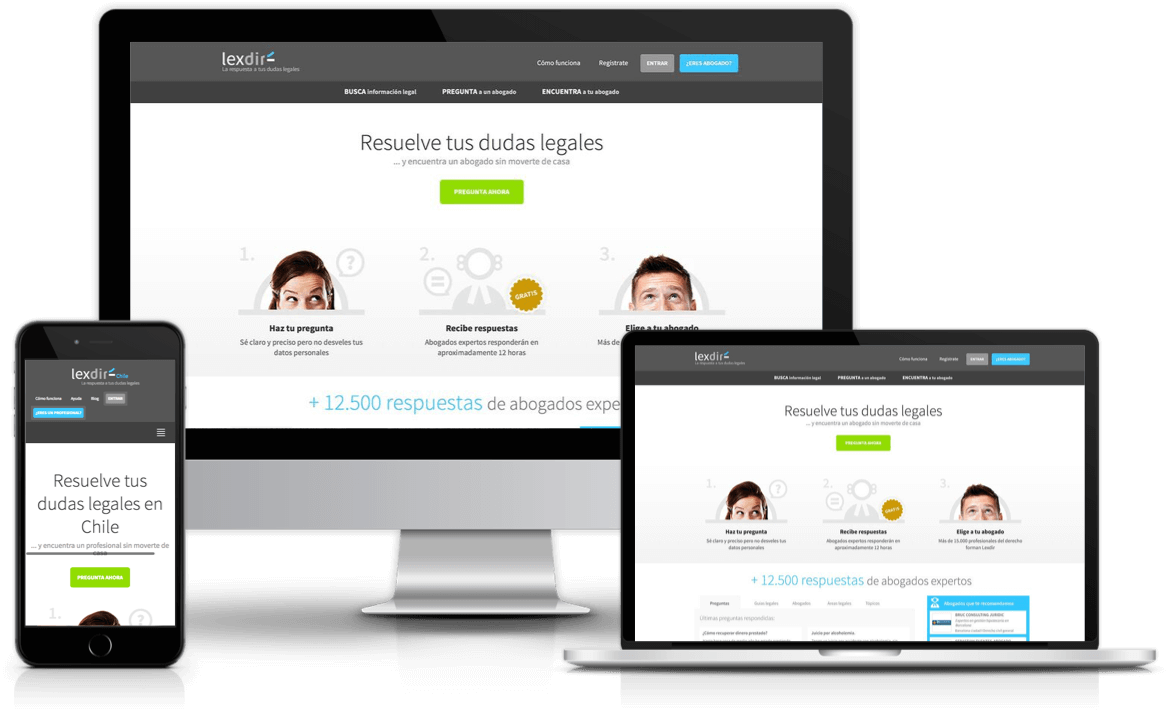 lexdir
La respuesta a tus dudas legales
Cómo funciona
Regístrate
ENTRAR
¿ERES ABOGADO?
BUSCA información legal
PREGUNTA a un abogado
ENCUENTRA a tu abogado
Resuelve tus dudas legales
... y encuentra un abogado sin moverte de casa
PREGUNTA AHORA
1.
?
2.
GRATIS
3.
Haz tu pregunta
Sé claro y preciso pero no desveles tus
datos personales
Recibe respuestas
Abogados expertos responderán en
aproximadamente 12 horas
Elige a tu abogado
Más de
+ 12.500 respuestas de abogados expe
lexdir Chile
La respuesta a tus dudas legales
Cómo funciona
Ayuda
Blog
ENTRAR
¿ERES UN PROFESIONAL?
Resuelve tus
dudas legales en
Chile
... y encuentra un profesional sin moverte de
casa
PREGUNTA AHORA
1.
?
lexdir
La respuesta a tus dudas legales
Cómo funciona
Regístrate
ENTRAR
¿ERES ABOGADO?
BUSCA información legal
PREGUNTA a un abogado
ENCUENTRA a tu abogado
Resuelve tus dudas legales
... y encuentra un abogado sin moverte de casa
PREGUNTA AHORA
1.
?
2.
GRATIS
3.
Haz tu pregunta
Sé claro y preciso pero no desveles tus
datos personales
Recibe respuestas
Abogados expertos responderán en
aproximadamente 12 horas
Elige a tu abogado
Más de 15.000 profesionales del derecho
forman Lexdir
+ 12.500 respuestas de abogados expertos
Preguntas
Guías legales
Abogados
Áreas legales
Tópicos
Últimas preguntas respondidas
¿Cómo recuperar dinero prestado?
Juicio por alcoholemia.
Abogados que te recomendamos
BRUC CONSULTING JURIDIC
Barcelona